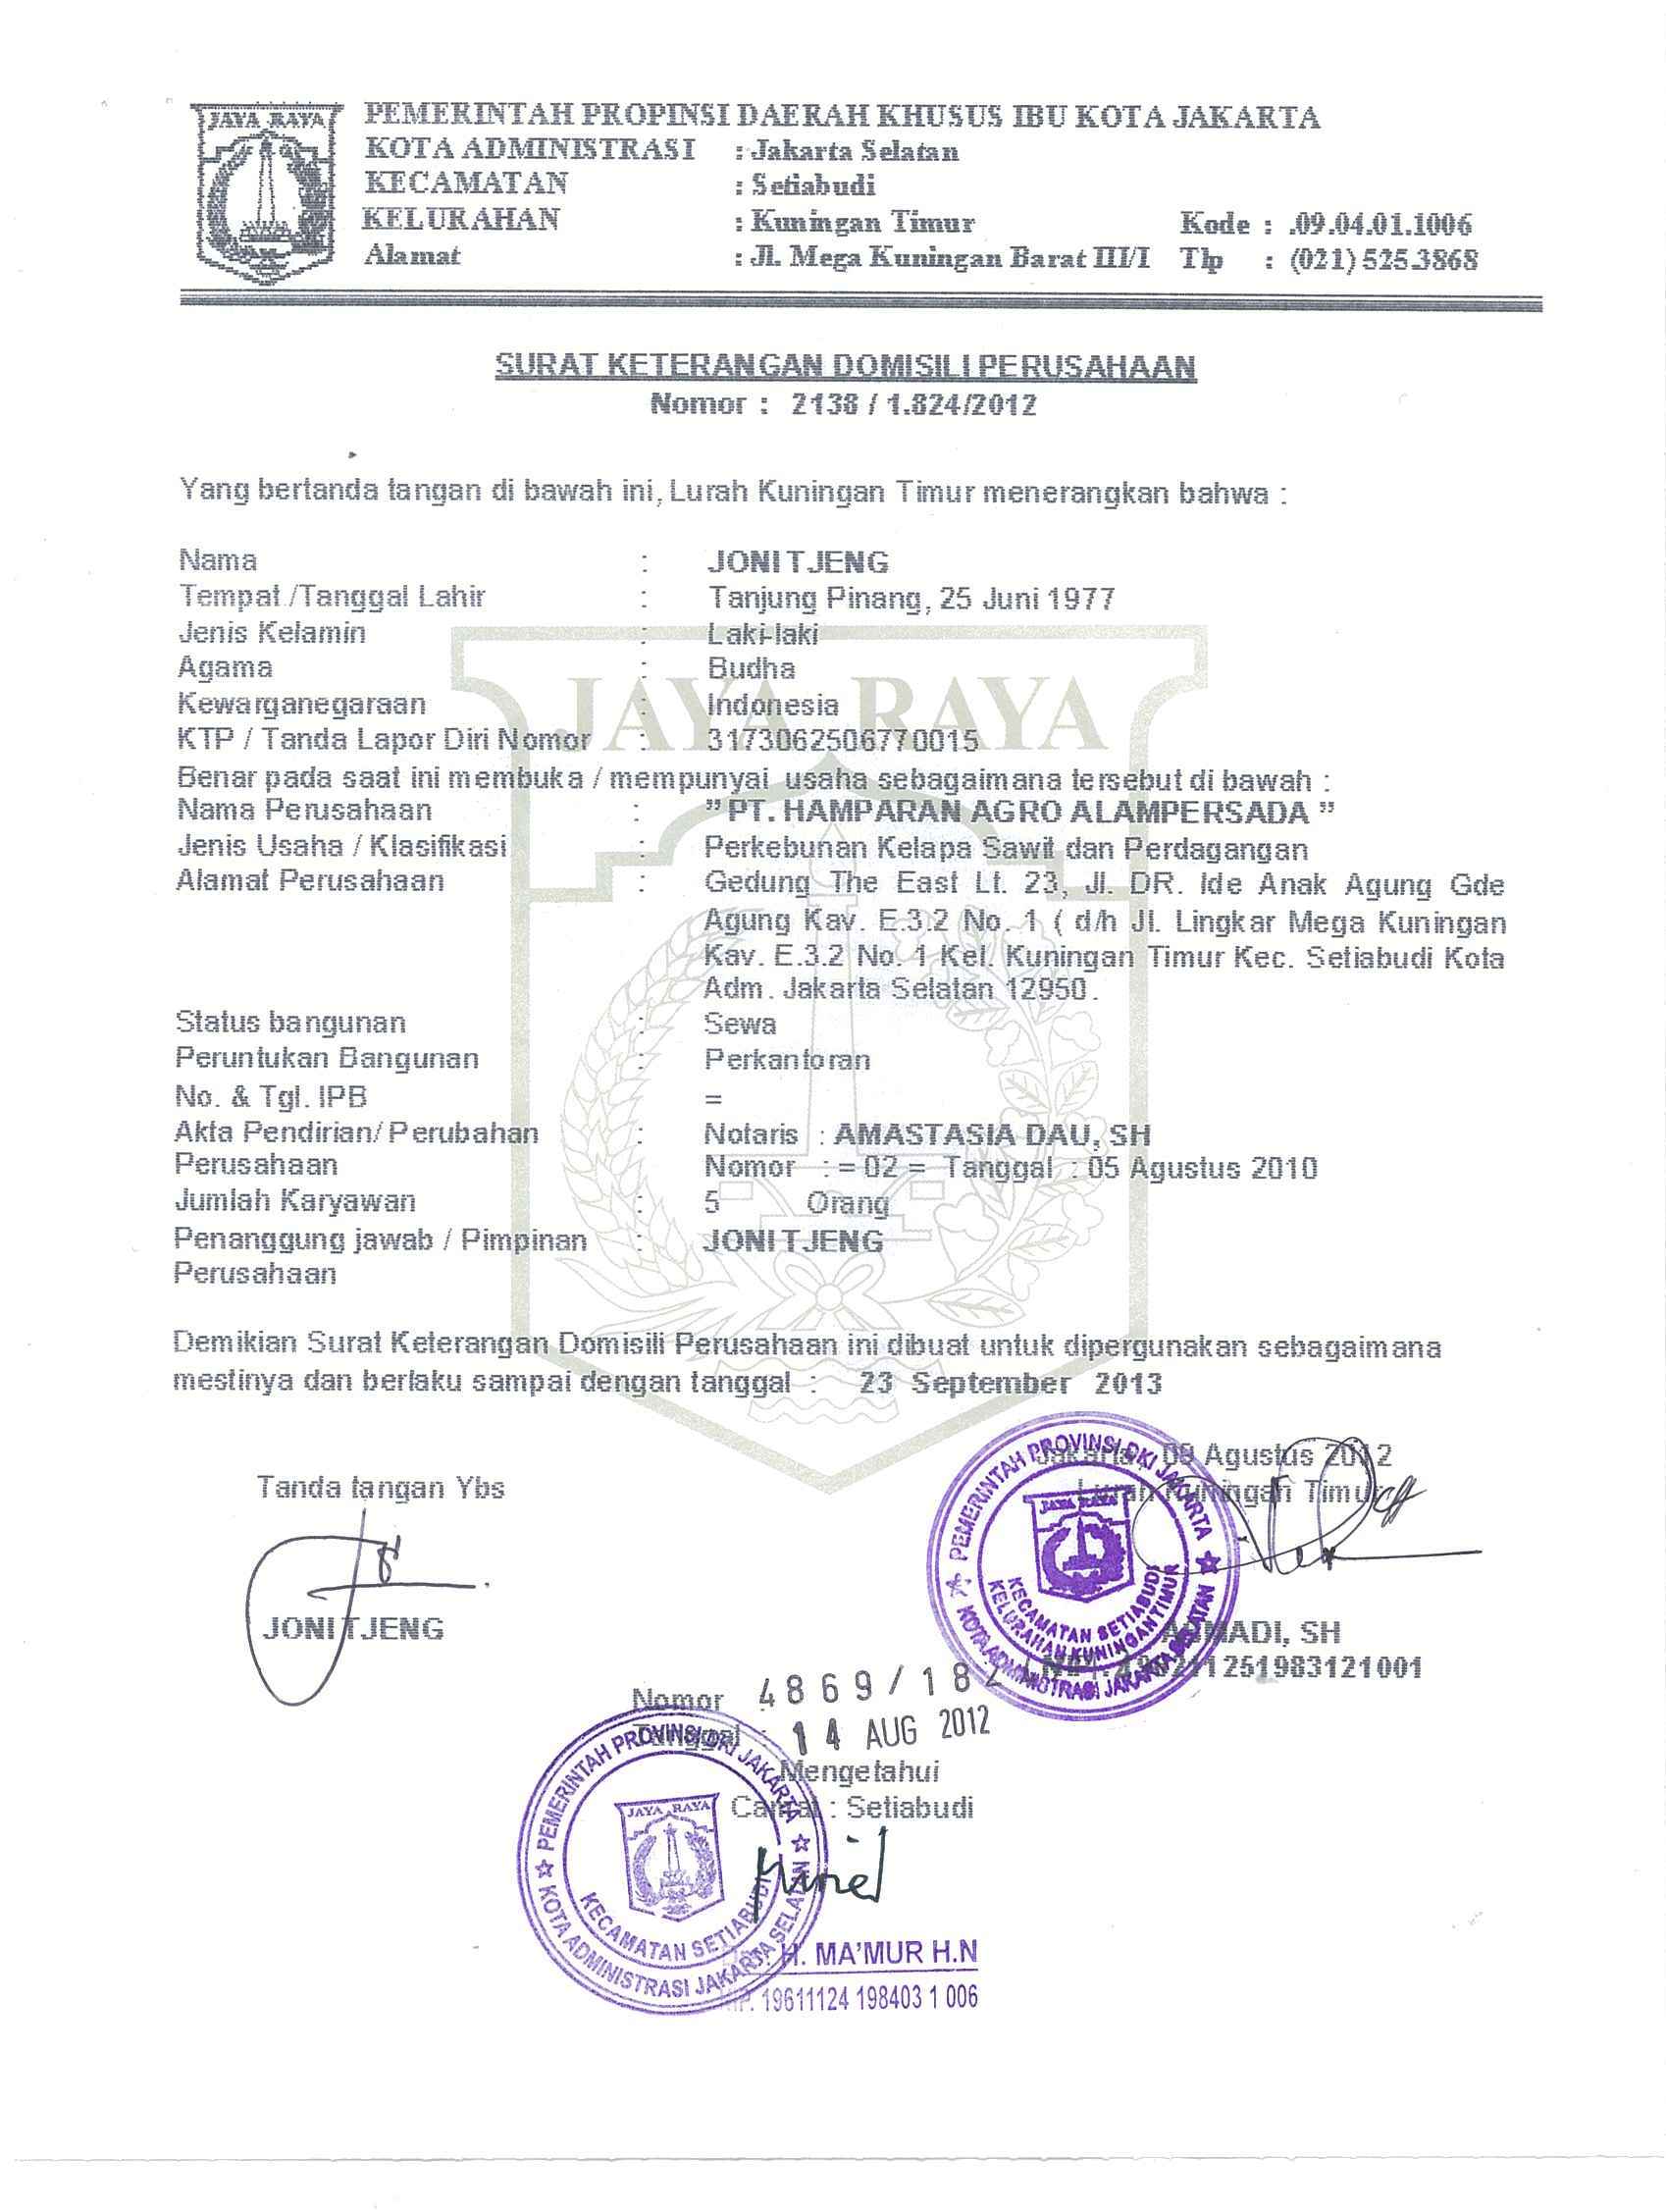 JAYA RAYA
PEMERINTAH PROPINSI DAERAH KHUSUS IBU KOTA JAKARTA
KOTA ADMINISTRASI : Jakarta Selatan
KECAMATAN : Setiabudi
KELURAHAN : Kuningan Timur Kode : .09.04.01.1006
Alamat : Jl. Mega Kuningan Barat III/I Tlp : (021) 525.3868
SURAT KETERANGAN DOMISILI PERUSAHAAN
Nomor : 2138 / 1.824/2012
Yang bertanda tangan di bawah ini, Lurah Kuningan Timur menerangkan bahwa :
Nama : JONI TJENG
Tempat /Tanggal Lahir : Tanjung Pinang, 25 Juni 1977
Jenis Kelamin : Laki-laki
Agama : Budha
Kewarganegaraan : Indonesia
JAYA RAYA
KTP / Tanda Lapor Diri Nomor : 3173062506770015
Benar pada saat ini membuka / mempunyai usaha sebagaimana tersebut di bawah :
Nama Perusahaan : ” PT. HAMPARAN AGRO ALAMPERSADA ”
Jenis Usaha / Klasifikasi : Perkebunan Kelapa Sawit dan Perdagangan
Alamat Perusahaan : Gedung The East Lt. 23, Jl. DR. Ide Anak Agung Gde
Agung Kav. E.3.2 No. 1 ( d/h Jl. Lingkar Mega Kuningan
Kav. E.3.2 No. 1 Kel. Kuningan Timur Kec. Setiabudi Kota
Adm. Jakarta Selatan 12950.
Status bangunan : Sewa
Peruntukan Bangunan : Perkantoran
No. & Tgl. IPB =
Akta Pendirian/ Perubahan : Notaris : AMASTASIA DAU, SH
Perusahaan Nomor : = 02 = Tanggal : 05 Agustus 2010
Jumlah Karyawan : 5 Orang
Penanggung jawab / Pimpinan : JONI TJENG
Perusahaan
Demikian Surat Keterangan Domisili Perusahaan ini dibuat untuk dipergunakan sebagaimana
mestinya dan berlaku sampai dengan tanggal : 23 September 2013
Jakarta, 09 Agustus 2012
Tanda tangan Ybs Lurah Kuningan Timur
PEMERINTAH PROVINSI DKI JAKARTA
JAYA RAYA
KECAMATAN SETIABUDI
KELURAHAN KUNINGAN TIMUR
KOTA ADMINISTRASI JAKARTA SELATAN
JONI TJENG SH
Nomor 4869/18
Tanggal : 14 AUG 2012
Mengetahui
Camat : Setiabudi
PEMERINTAH PROVINSI DKI JAKARTA
JAYA RAYA
KECAMATAN SETIABUDI
KOTA ADMINISTRASI JAKARTA SELATAN
H. MA'MUR H.N
NIP. 19611124 198403 1 006